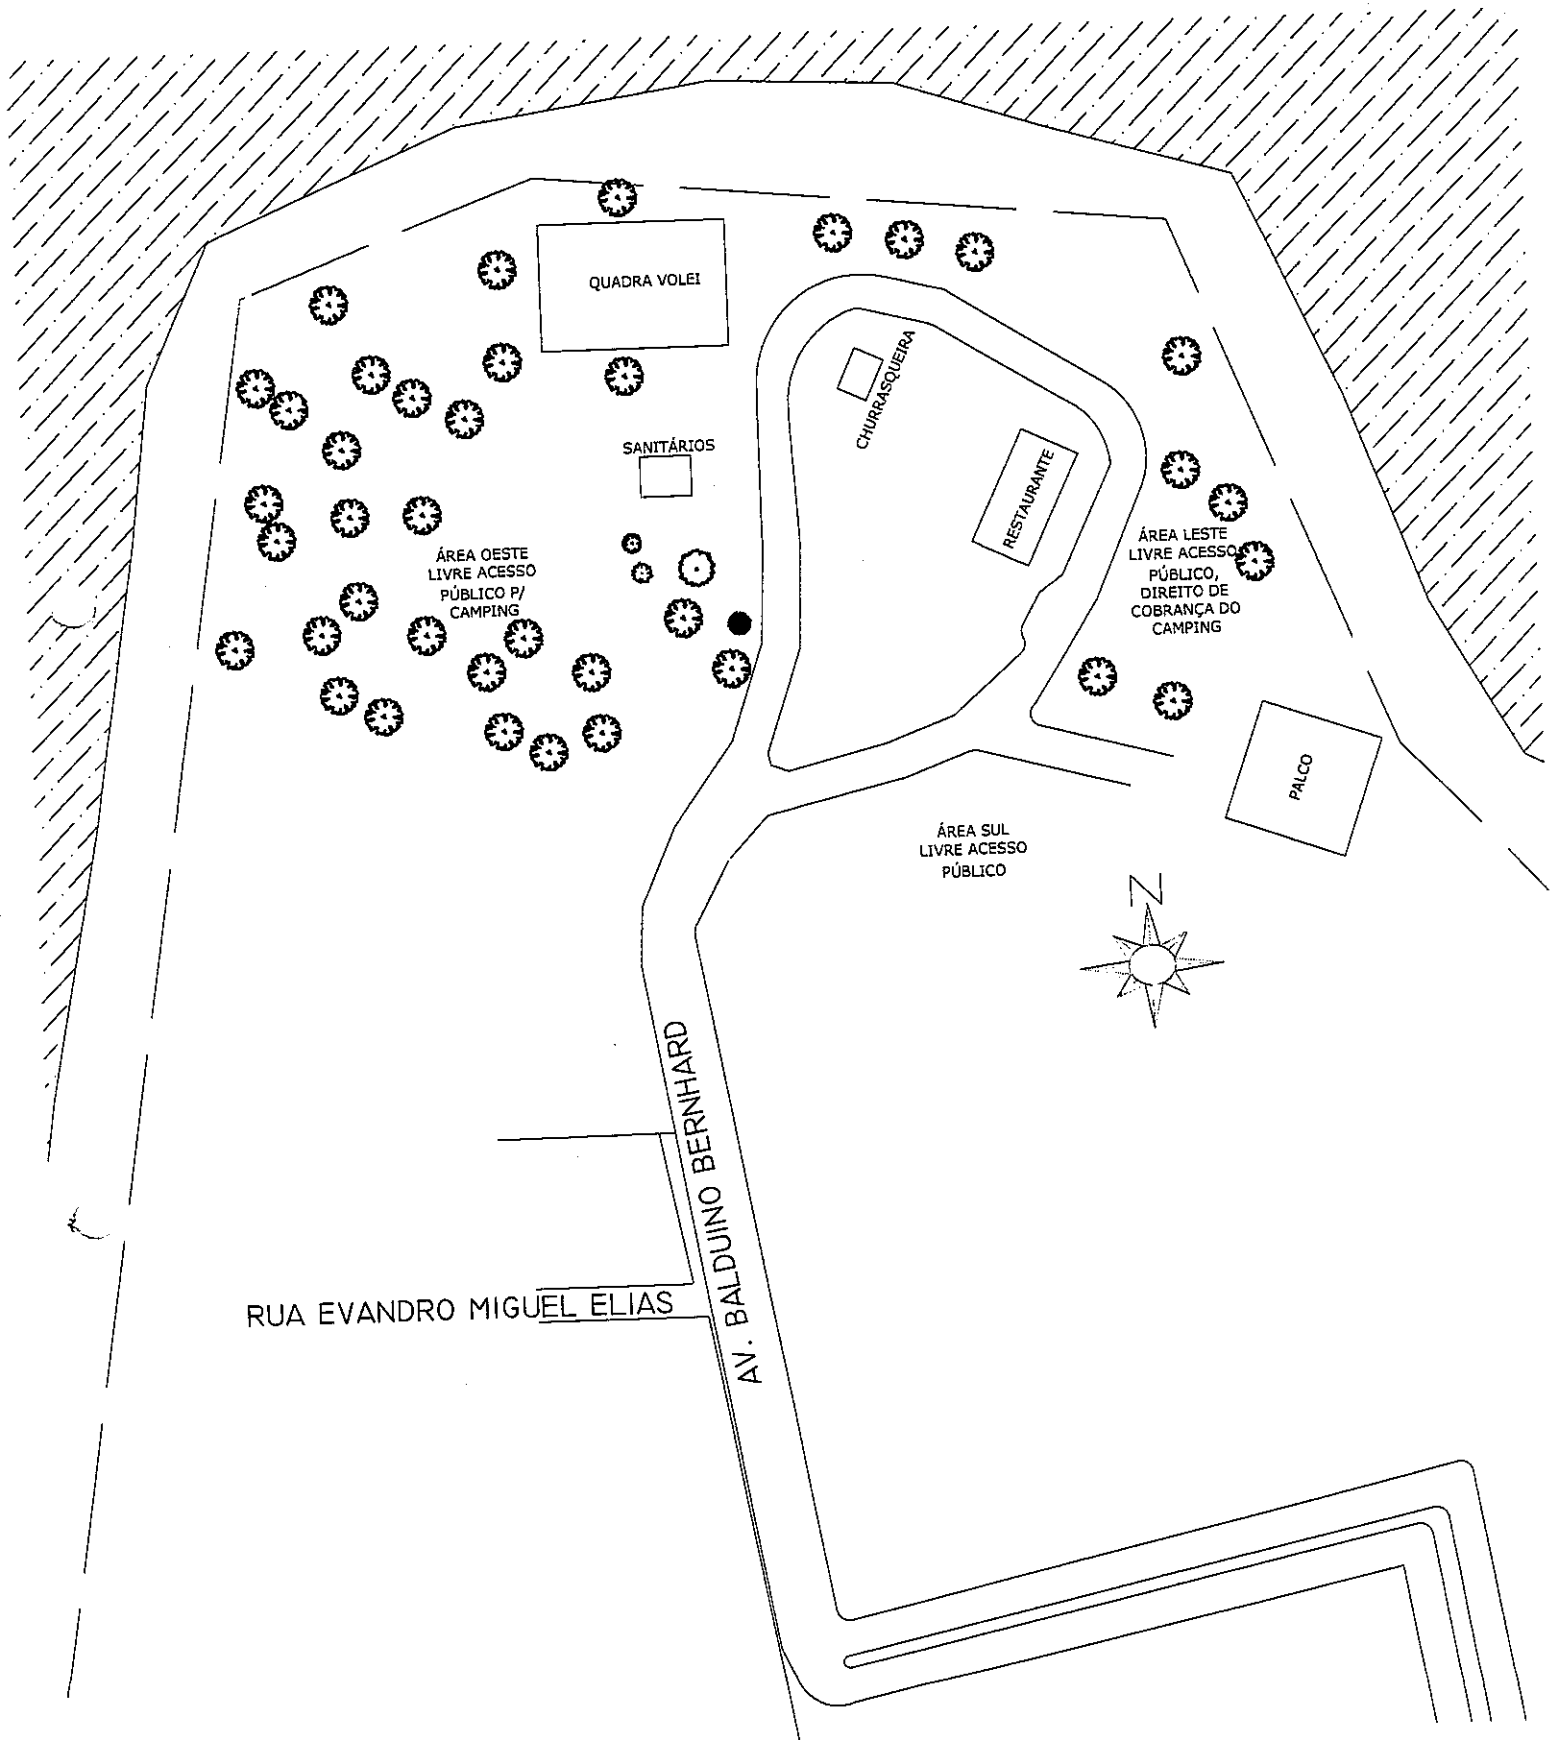 QUADRA VOLEI
CHURRASQUEIRA
SANITÁRIOS
RESTAURANTE
ÁREA OESTE
LIVRE ACESSO
PÚBLICO P/
CAMPING
ÁREA LESTE
LIVRE ACESSO
PÚBLICO,
DIREITO DE
COBRANÇA DO
CAMPING
PALCO
ÁREA SUL
LIVRE ACESSO
PÚBLICO
N
AV. BALDUINO BERNHARD
RUA EVANDRO MIGUEL ELIAS